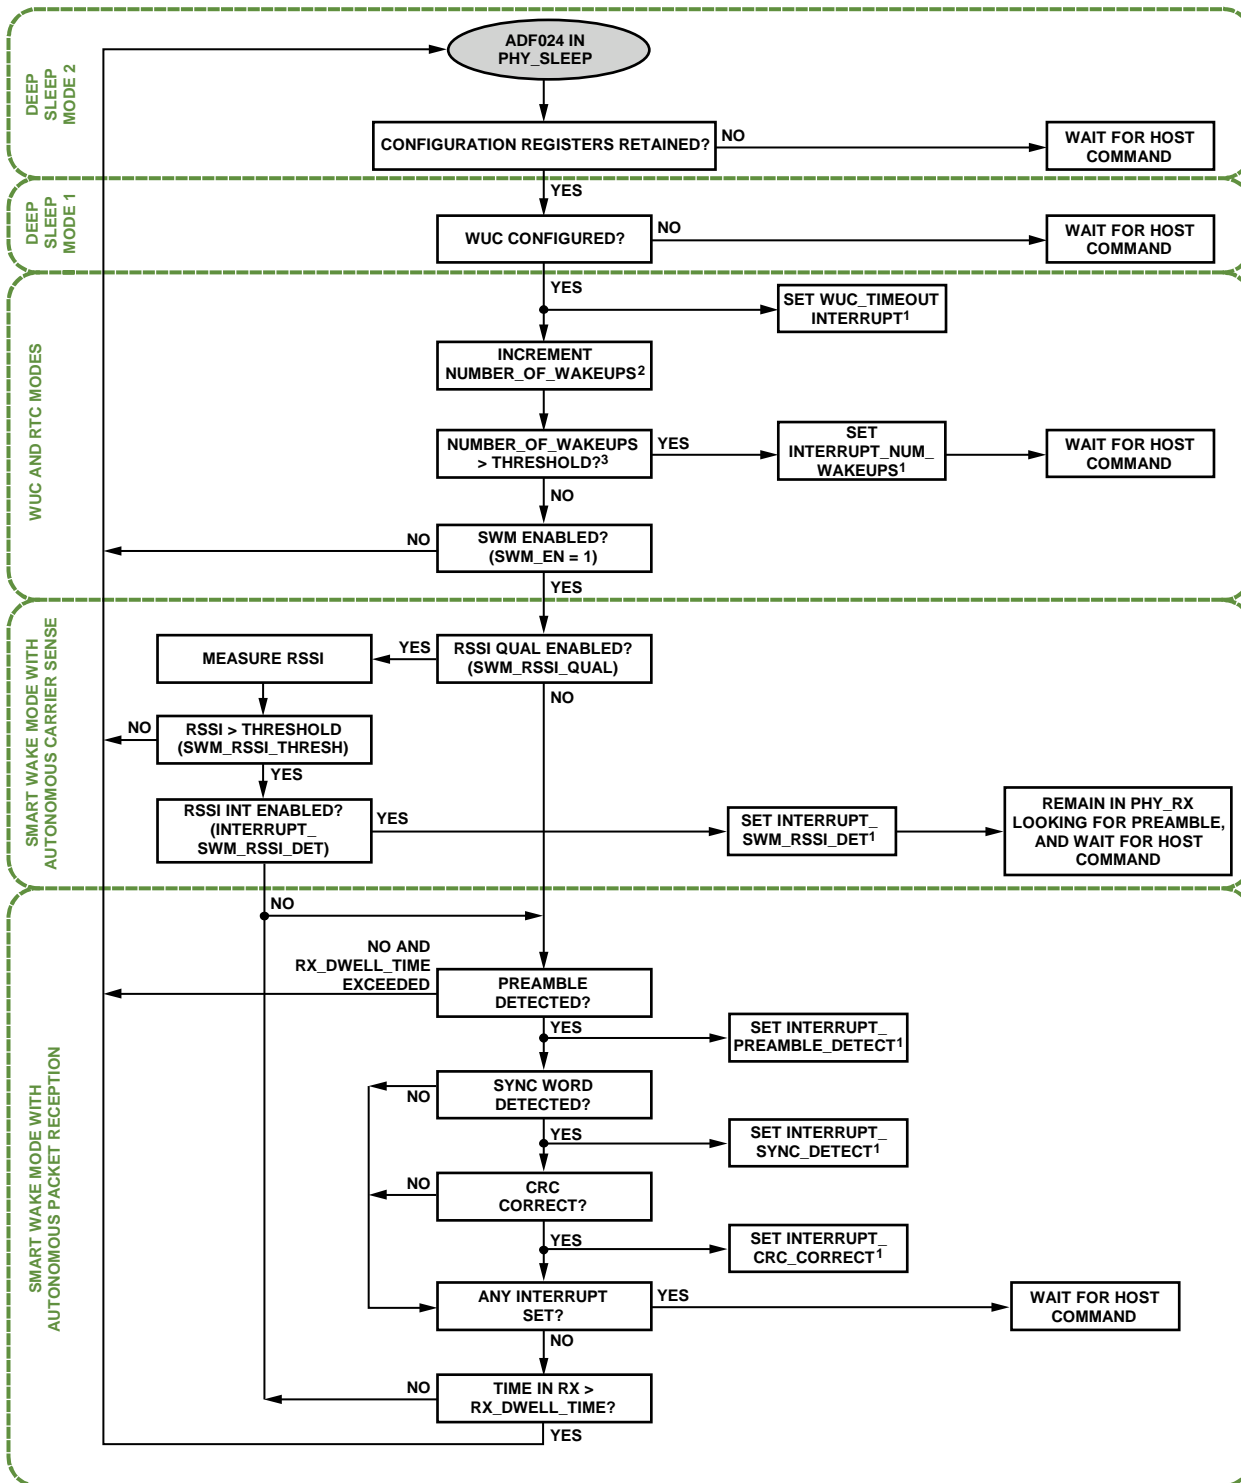 DEEP
SLEEP
MODE 2
ADF024 IN
PHY_SLEEP
CONFIGURATION REGISTERS RETAINED?
NO
WAIT FOR HOST
COMMAND
YES
DEEP
SLEEP
MODE 1
WUC CONFIGURED?
NO
WAIT FOR HOST
COMMAND
YES
WUC AND RTC MODES
SET WUC_TIMEOUT
INTERRUPT1
INCREMENT
NUMBER_OF_WAKEUPS2
NUMBER_OF_WAKEUPS
> THRESHOLD?3
YES
SET
INTERRUPT_NUM_
WAKEUPS1
WAIT FOR HOST
COMMAND
NO
SWM ENABLED?
(SWM_EN = 1)
NO
YES
SMART WAKE MODE WITH
AUTONOMOUS CARRIER SENSE
RSSI QUAL ENABLED?
(SWM_RSSI_QUAL)
YES
MEASURE RSSI
NO
RSSI > THRESHOLD
(SWM_RSSI_THRESH)
NO
YES
RSSI INT ENABLED?
(INTERRUPT_
SWM_RSSI_DET)
YES
SET INTERRUPT_
SWM_RSSI_DET1
REMAIN IN PHY_RX
LOOKING FOR PREAMBLE,
AND WAIT FOR HOST
COMMAND
NO
SMART WAKE MODE WITH
AUTONOMOUS PACKET RECEPTION
NO AND
RX_DWELL_TIME
EXCEEDED
PREAMBLE
DETECTED?
YES
SET INTERRUPT_
PREAMBLE_DETECT1
SYNC WORD
DETECTED?
NO
YES
SET INTERRUPT_
SYNC_DETECT1
CRC
CORRECT?
NO
YES
SET INTERRUPT_
CRC_CORRECT1
ANY INTERRUPT
SET?
YES
WAIT FOR HOST
COMMAND
NO
TIME IN RX >
RX_DWELL_TIME?
NO
YES